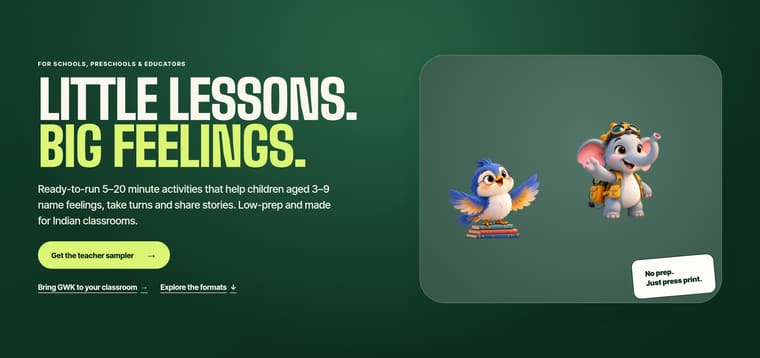 FOR SCHOOLS, PRESCHOOLS & EDUCATORS
LITTLE LESSONS.
BIG FEELINGS.
Ready-to-run 5–20 minute activities that help children aged 3–9
name feelings, take turns and share stories. Low-prep and made
for Indian classrooms.
Get the teacher sampler →
Bring GWK to your classroom → Explore the formats ↓
No prep.
Just press print.